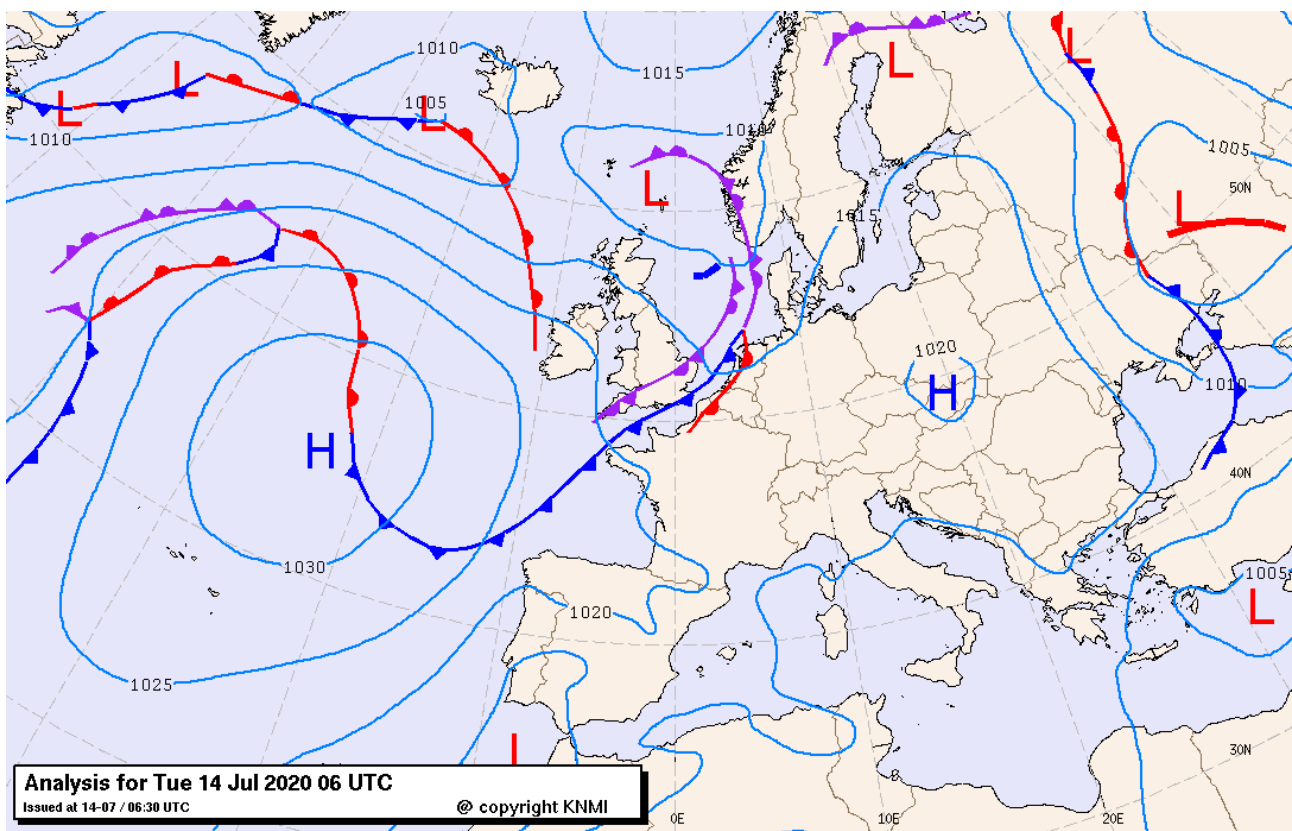 L
1010
L
L
1015
L
50N
1005
L
1005
L
1010
1010
L
1015
L
1020
H
1010
H
40N
1030
1005
L
1020
1025
L
30N
Analysis for Tue 14 Jul 2020 06 UTC
Issued at 14-07 / 06:30 UTC
@ copyright KNMI
0E
10E
20E